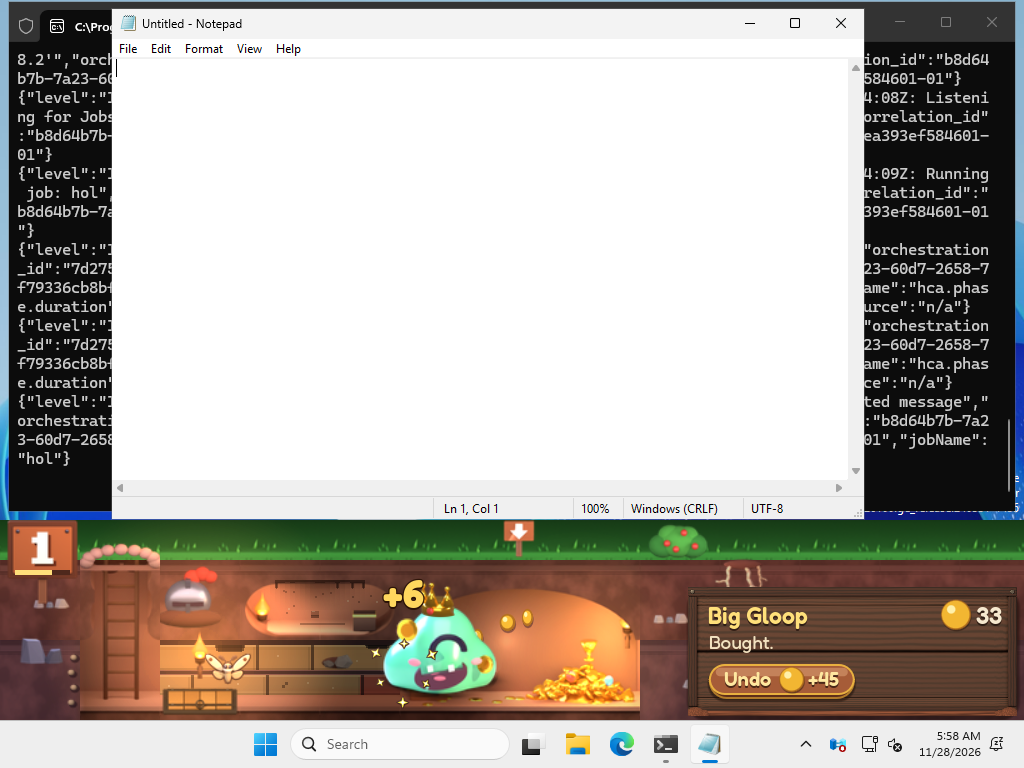 C:\Prog
8.2'","orch
b7b-7a23-60
{"level":"I
ng for Jobs
:"b8d64b7b-
01"}
{"level":"I
job: hol",
b8d64b7b-7a
"}
{"level":"I
_id":"7d275
f79336cb8bf
e.duration"
{"level":"I
_id":"7d275
f79336cb8bf
e.duration"
{"level":"I
orchestrati
3-60d7-2658
"hol"}
Untitled - Notepad
File Edit Format View Help
Ln 1, Col 1 100% Windows (CRLF) UTF-8
ion_id":"b8d64
584601-01"}
4:08Z: Listeni
orrelation_id"
ea393ef584601-
4:09Z: Running
relation_id":"
393ef584601-01
"orchestration
23-60d7-2658-7
ame":"hca.phas
urce":"n/a"}
"orchestration
23-60d7-2658-7
ame":"hca.phas
ce":"n/a"}
ted message","
:"b8d64b7b-7a2
01","jobName":
1
+6
Big Gloop 33
Bought.
Undo +45
Search
5:58 AM
11/28/2026